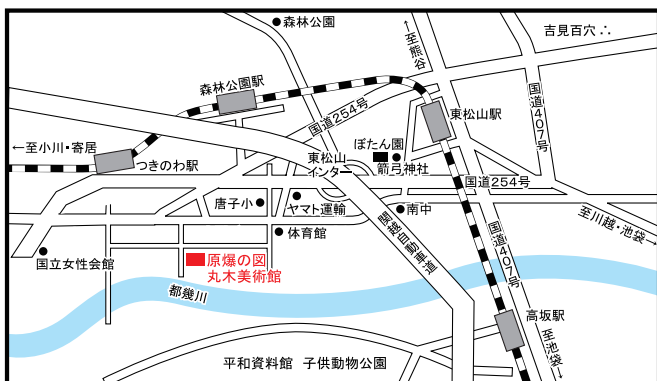 森林公園
←至熊谷
吉見百穴
森林公園駅
国道254号
国道407号
東松山駅
←至小川・寄居
つきのわ駅
ぼたん園
東松山
インター
箭弓神社
国道254号
唐子小
ヤマト運輸
南中
体育館
至川越・池袋→
関越自動車道
国道407号
国立女性会館
原爆の図
丸木美術館
都幾川
高坂駅
至池袋→
平和資料館 子供動物公園